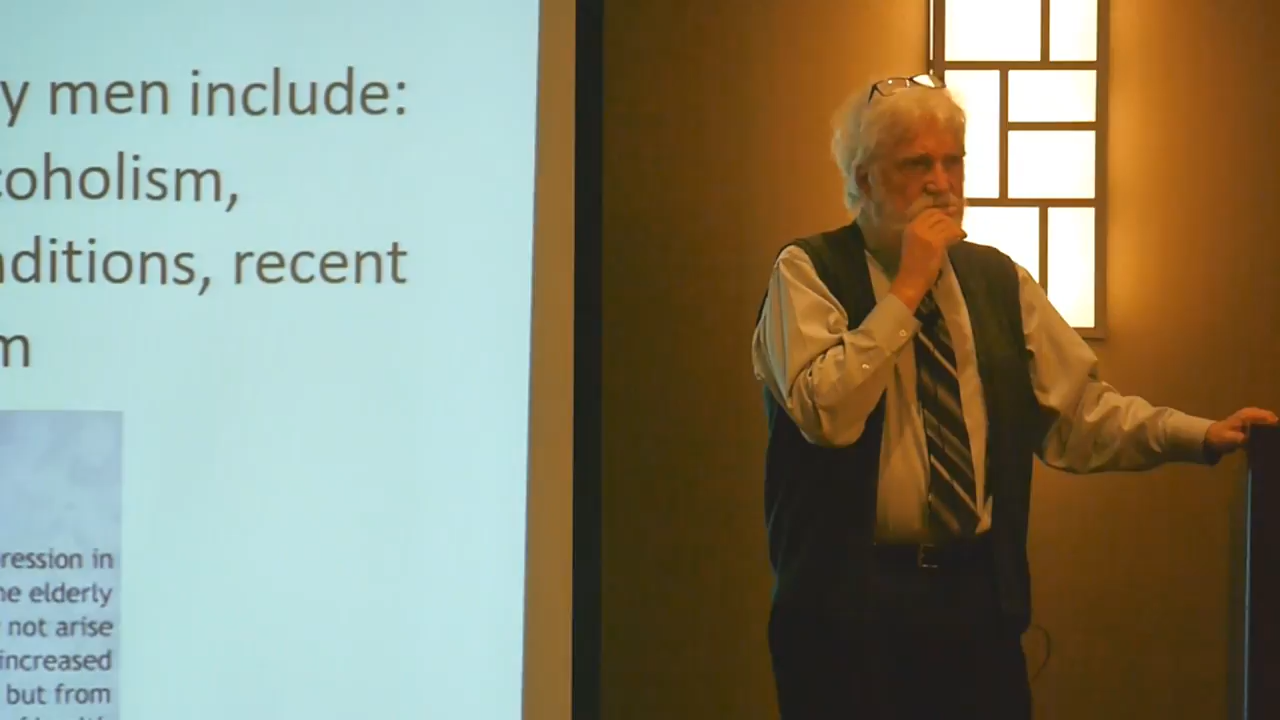 y men include:
coholism,
nditions, recent
m
ression in
he elderly
not arise
increased
but from